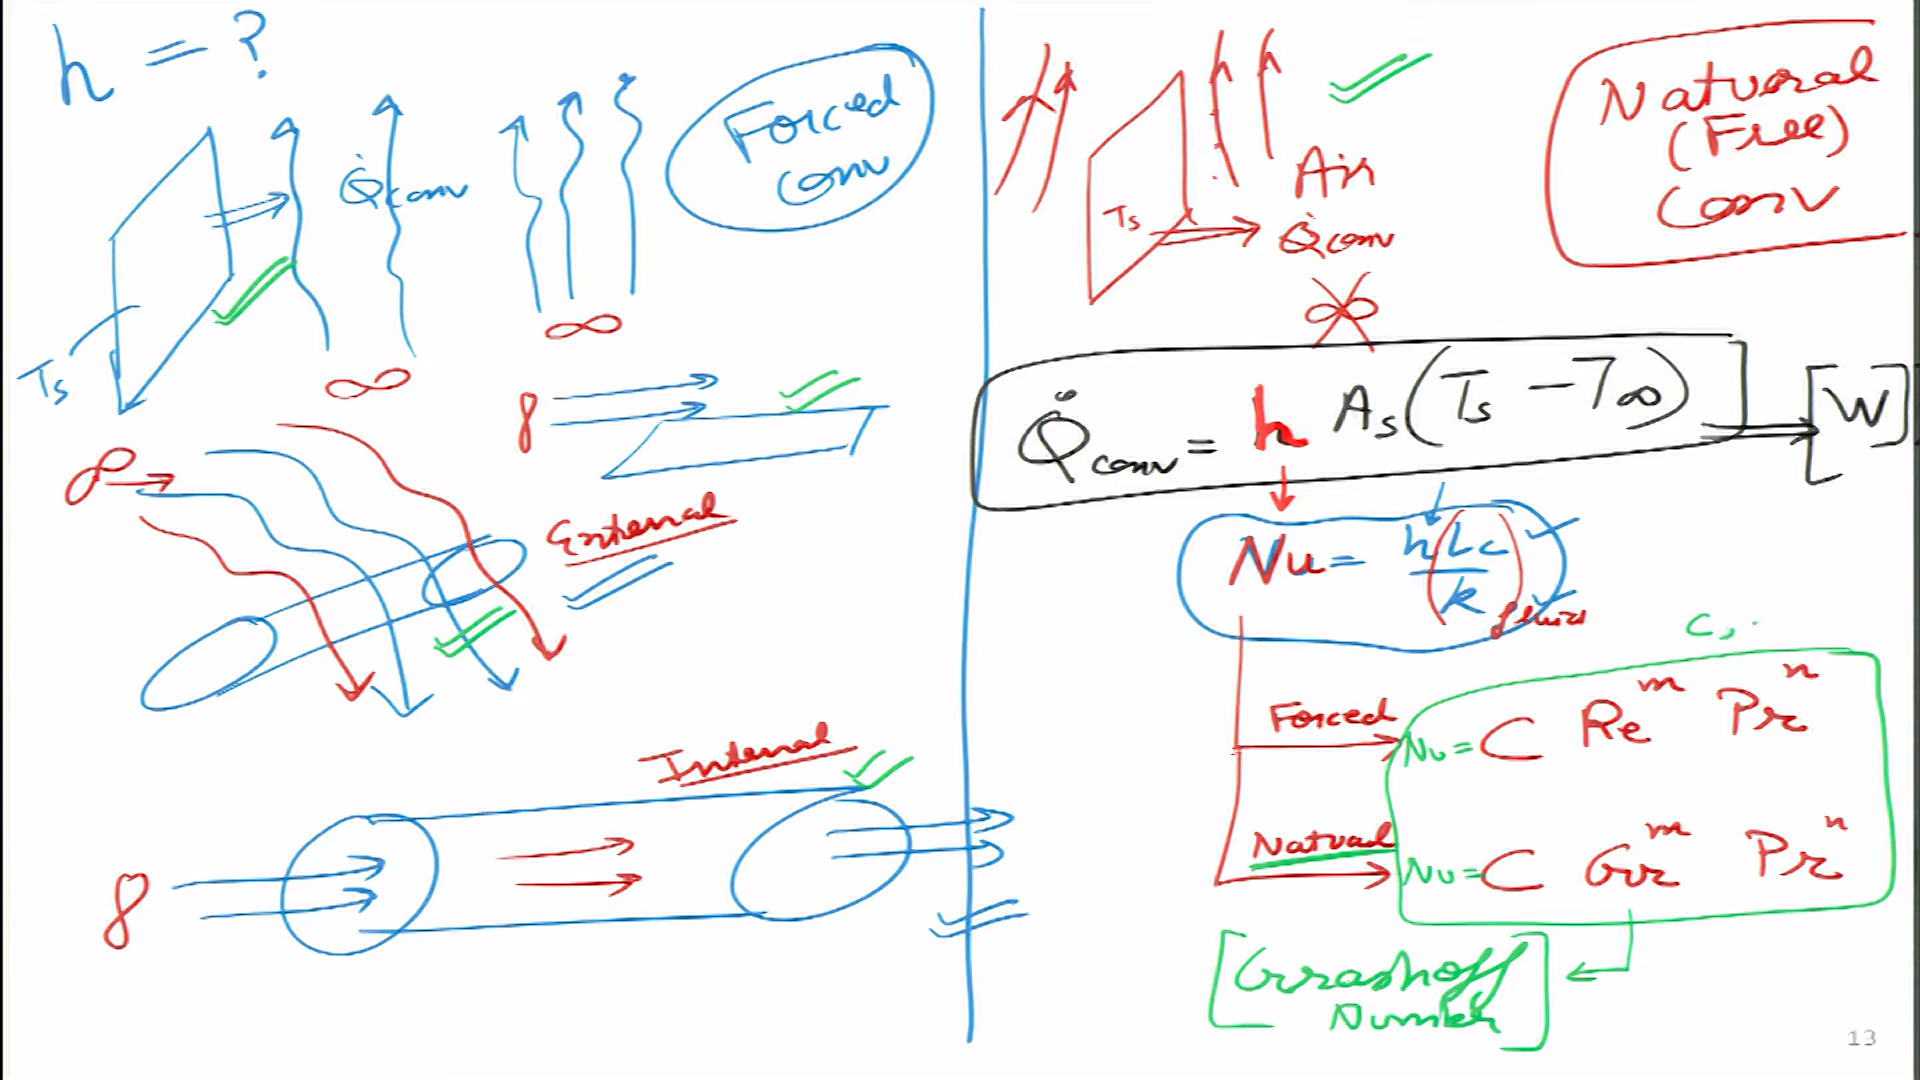 h = ?
Forced
Conv
Q̇conv
Ts
∞
∞
∞
External
∞
Internal
∞
∞
Natural
(Free)
Conv
Air
Ts
Q̇conv
∞
Q̇conv = h As (Ts − T∞) [W]
Nu = h Lc / k fluid
C,
Forced Nu = C Re^m Pr^n
Natural Nu = C Gr^m Pr^n
[Grashoff
Number]
13